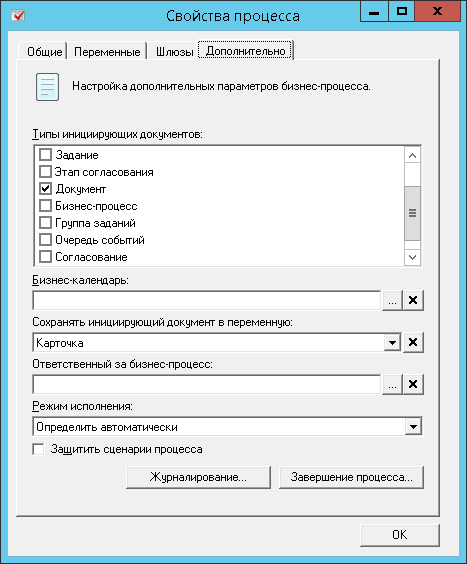 Свойства процесса
Общие Переменные Шлюзы Дополнительно
Настройка дополнительных параметров бизнес-процесса.
Типы инициирующих документов:
Задание
Этап согласования
Документ
Бизнес-процесс
Группа заданий
Очередь событий
Согласование
Бизнес-календарь:
...
Сохранять инициирующий документ в переменную:
Карточка
Ответственный за бизнес-процесс:
...
Режим исполнения:
Определить автоматически
Защитить сценарии процесса
Журналирование... Завершение процесса...
ОК